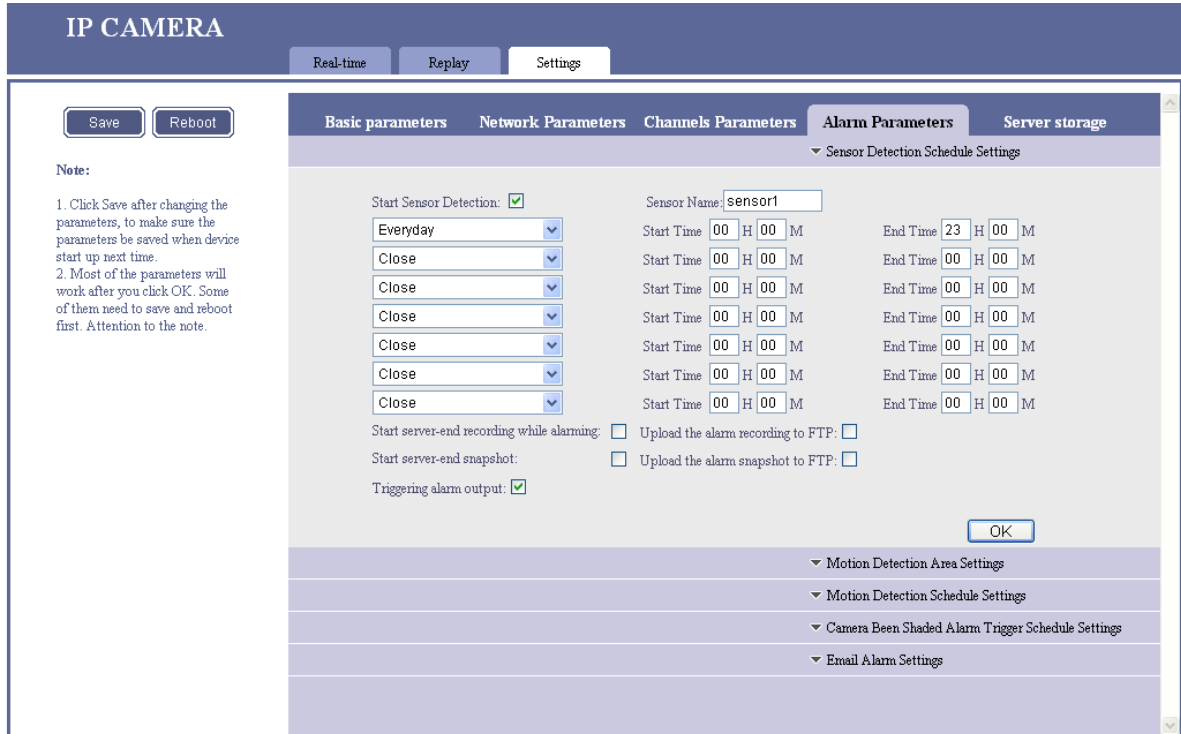 IP CAMERA
Real-time Replay Settings
Save Reboot
Note:
1. Click Save after changing the
parameters, to make sure the
parameters be saved when device
start up next time.
2. Most of the parameters will
work after you click OK. Some
of them need to save and reboot
first. Attention to the note.
Basic parameters Network Parameters Channels Parameters Alarm Parameters Server storage
Sensor Detection Schedule Settings
Start Sensor Detection: Sensor Name: sensor1
Everyday Start Time 00 H 00 M End Time 23 H 00 M
Close Start Time 00 H 00 M End Time 00 H 00 M
Close Start Time 00 H 00 M End Time 00 H 00 M
Close Start Time 00 H 00 M End Time 00 H 00 M
Close Start Time 00 H 00 M End Time 00 H 00 M
Close Start Time 00 H 00 M End Time 00 H 00 M
Close Start Time 00 H 00 M End Time 00 H 00 M
Start server-end recording while alarming: Upload the alarm recording to FTP:
Start server-end snapshot: Upload the alarm snapshot to FTP:
Triggering alarm output:
OK
Motion Detection Area Settings
Motion Detection Schedule Settings
Camera Been Shaded Alarm Trigger Schedule Settings
Email Alarm Settings